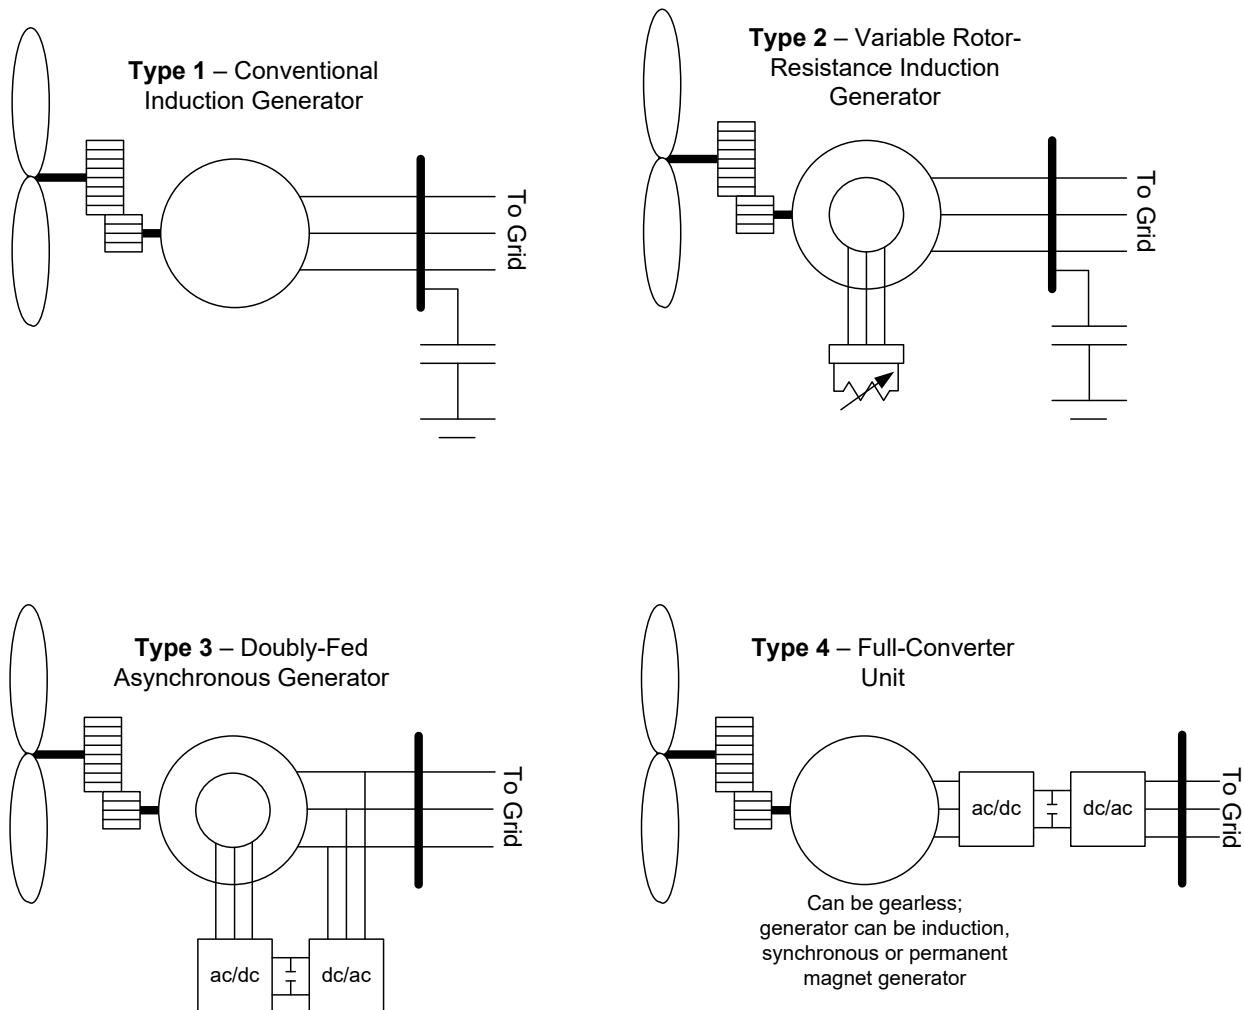 Type 1 – Conventional
Induction Generator
To Grid
Type 2 – Variable Rotor-
Resistance Induction
Generator
To Grid
Type 3 – Doubly-Fed
Asynchronous Generator
To Grid
ac/dc
dc/ac
Type 4 – Full-Converter
Unit
ac/dc
dc/ac
To Grid
Can be gearless;
generator can be induction,
synchronous or permanent
magnet generator